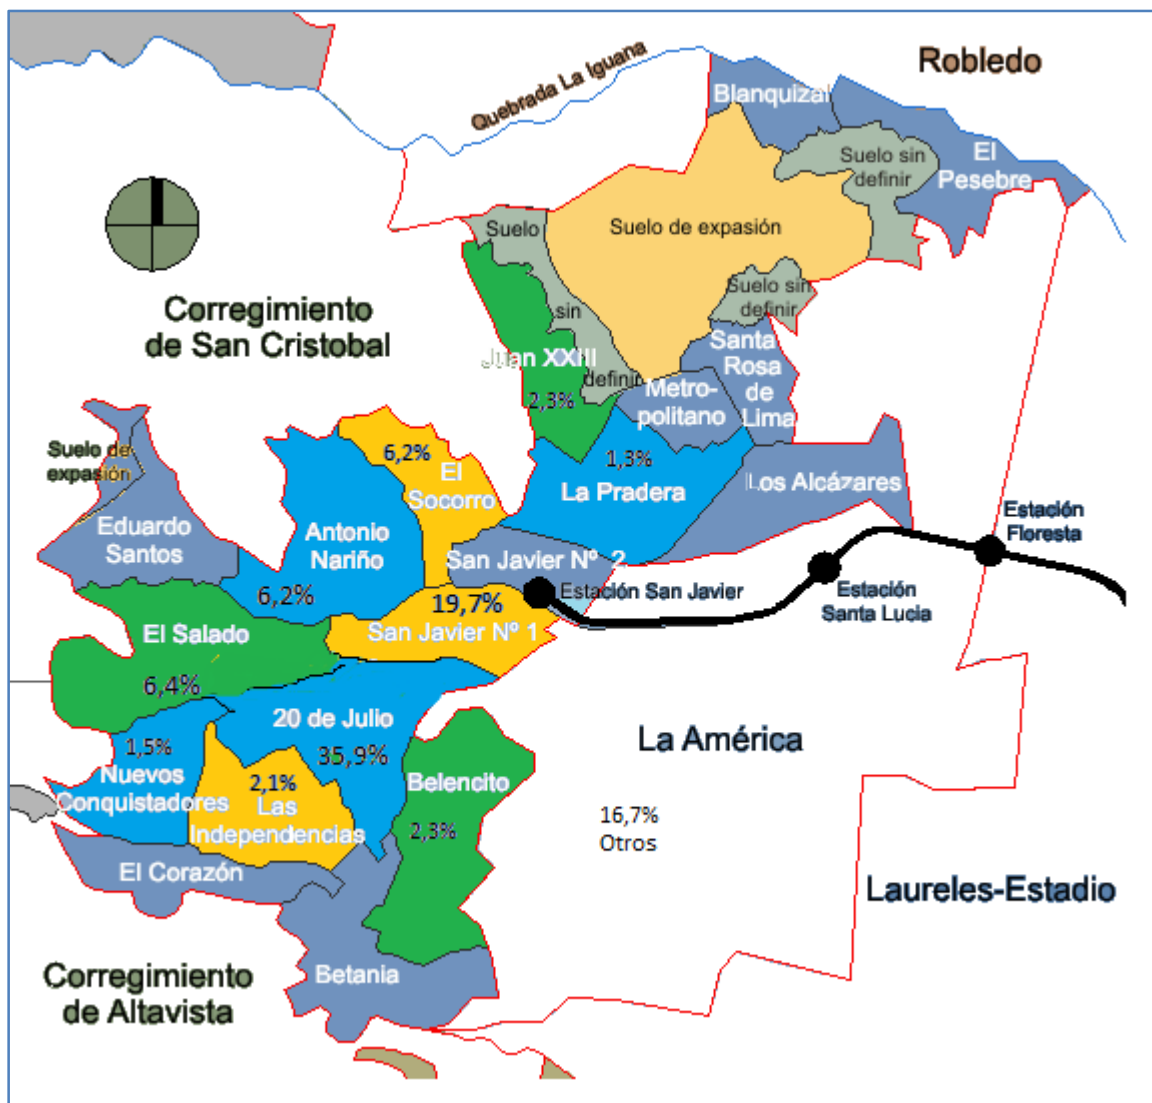 Robledo
Quebrada La Iguana
Blanquizal
El
Pesebre
Suelo sin
definir
Suelo de expasión
Suelo
sin
definir
Suelo sin
definir
Corregimiento
de San Cristobal
Juan XXIII
2,3%
Santa
Rosa
de
Lima
Metro-
politano
1,3%
La Pradera
Los Alcázares
Suelo de
expasión
6,2%
El
Socorro
Eduardo
Santos
Antonio
Nariño
6,2%
San Javier Nº 2
Estación
Floresta
Estación San Javier
Estación
Santa Lucia
19,7%
San Javier Nº 1
El Salado
6,4%
20 de Julio
35,9%
La América
1,5%
Nuevos
Conquistadores
2,1%
Las
Independencias
Belencito
2,3%
16,7%
Otros
El Corazón
Laureles-Estadio
Betania
Corregimiento
de Altavista